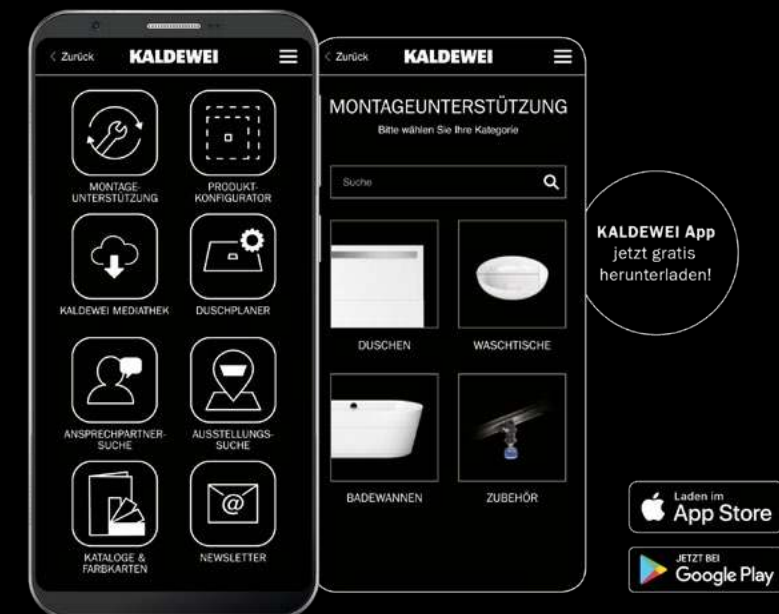 Zurück
KALDEWEI
MONTAGE-
UNTERSTÜTZUNG
PRODUKT-
KONFIGURATOR
KALDEWEI MEDIATHEK
DUSCHPLANER
ANSPRECHPARTNER-
SUCHE
AUSSTELLUNGS-
SUCHE
@
KATALOGE &
FARBKARTEN
NEWSLETTER
Zurück
KALDEWEI
MONTAGEUNTERSTÜTZUNG
Bitte wählen Sie Ihre Kategorie
Suche
DUSCHEN
WASCHTISCHE
BADEWANNEN
ZUBEHÖR
KALDEWEI App
jetzt gratis
herunterladen!
Laden im
App Store
JETZT BEI
Google Play